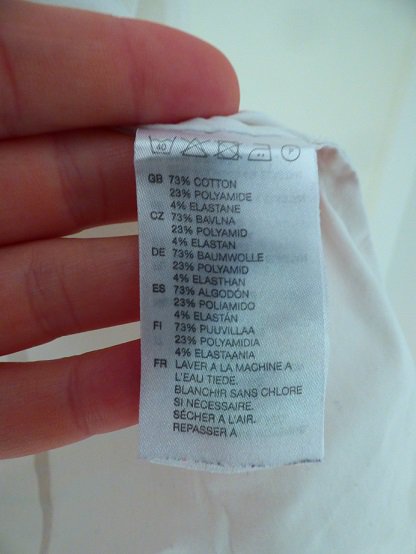 40
P
GB 73% COTTON
23% POLYAMIDE
4% ELASTANE
CZ 73% BAVLNA
23% POLYAMID
4% ELASTAN
DE 73% BAUMWOLLE
23% POLYAMID
4% ELASTHAN
ES 73% ALGODÓN
23% POLIAMIDO
4% ELASTÁN
FI 73% PUUVILLAA
23% POLYAMIDIA
4% ELASTAANIA
FR LAVER A LA MACHINE A
L'EAU TIEDE.
BLANCHIR SANS CHLORE
SI NÉCESSAIRE.
SÉCHER A L'AIR.
REPASSER A